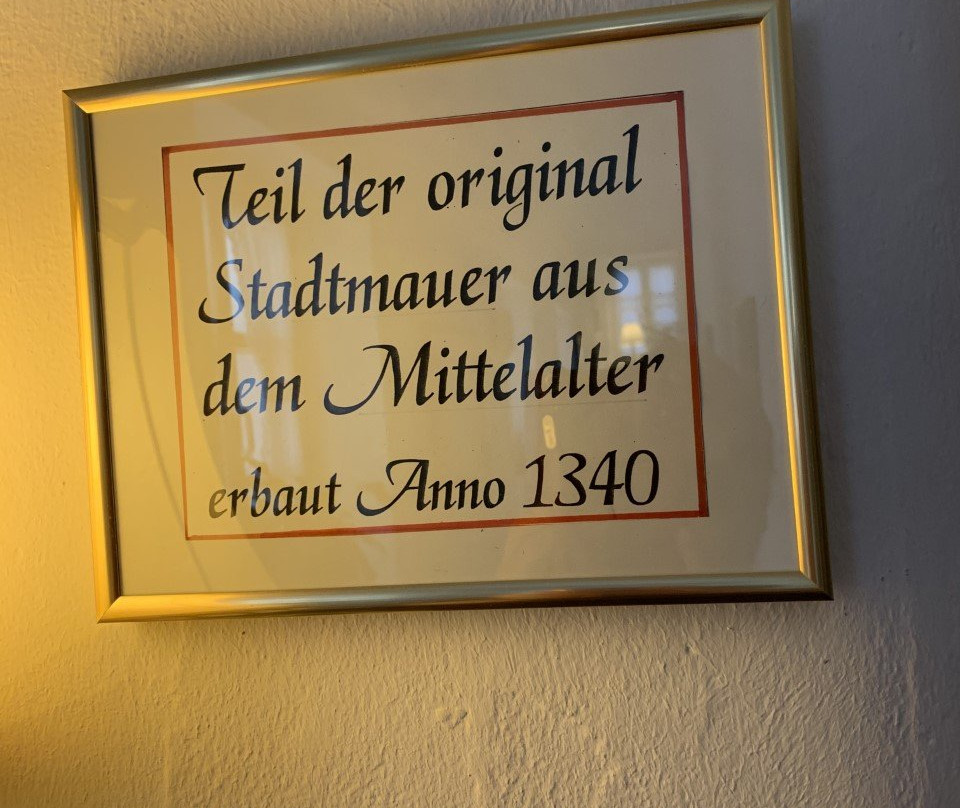 Teil der original
Stadtmauer aus
dem Mittelalter
erbaut Anno 1340